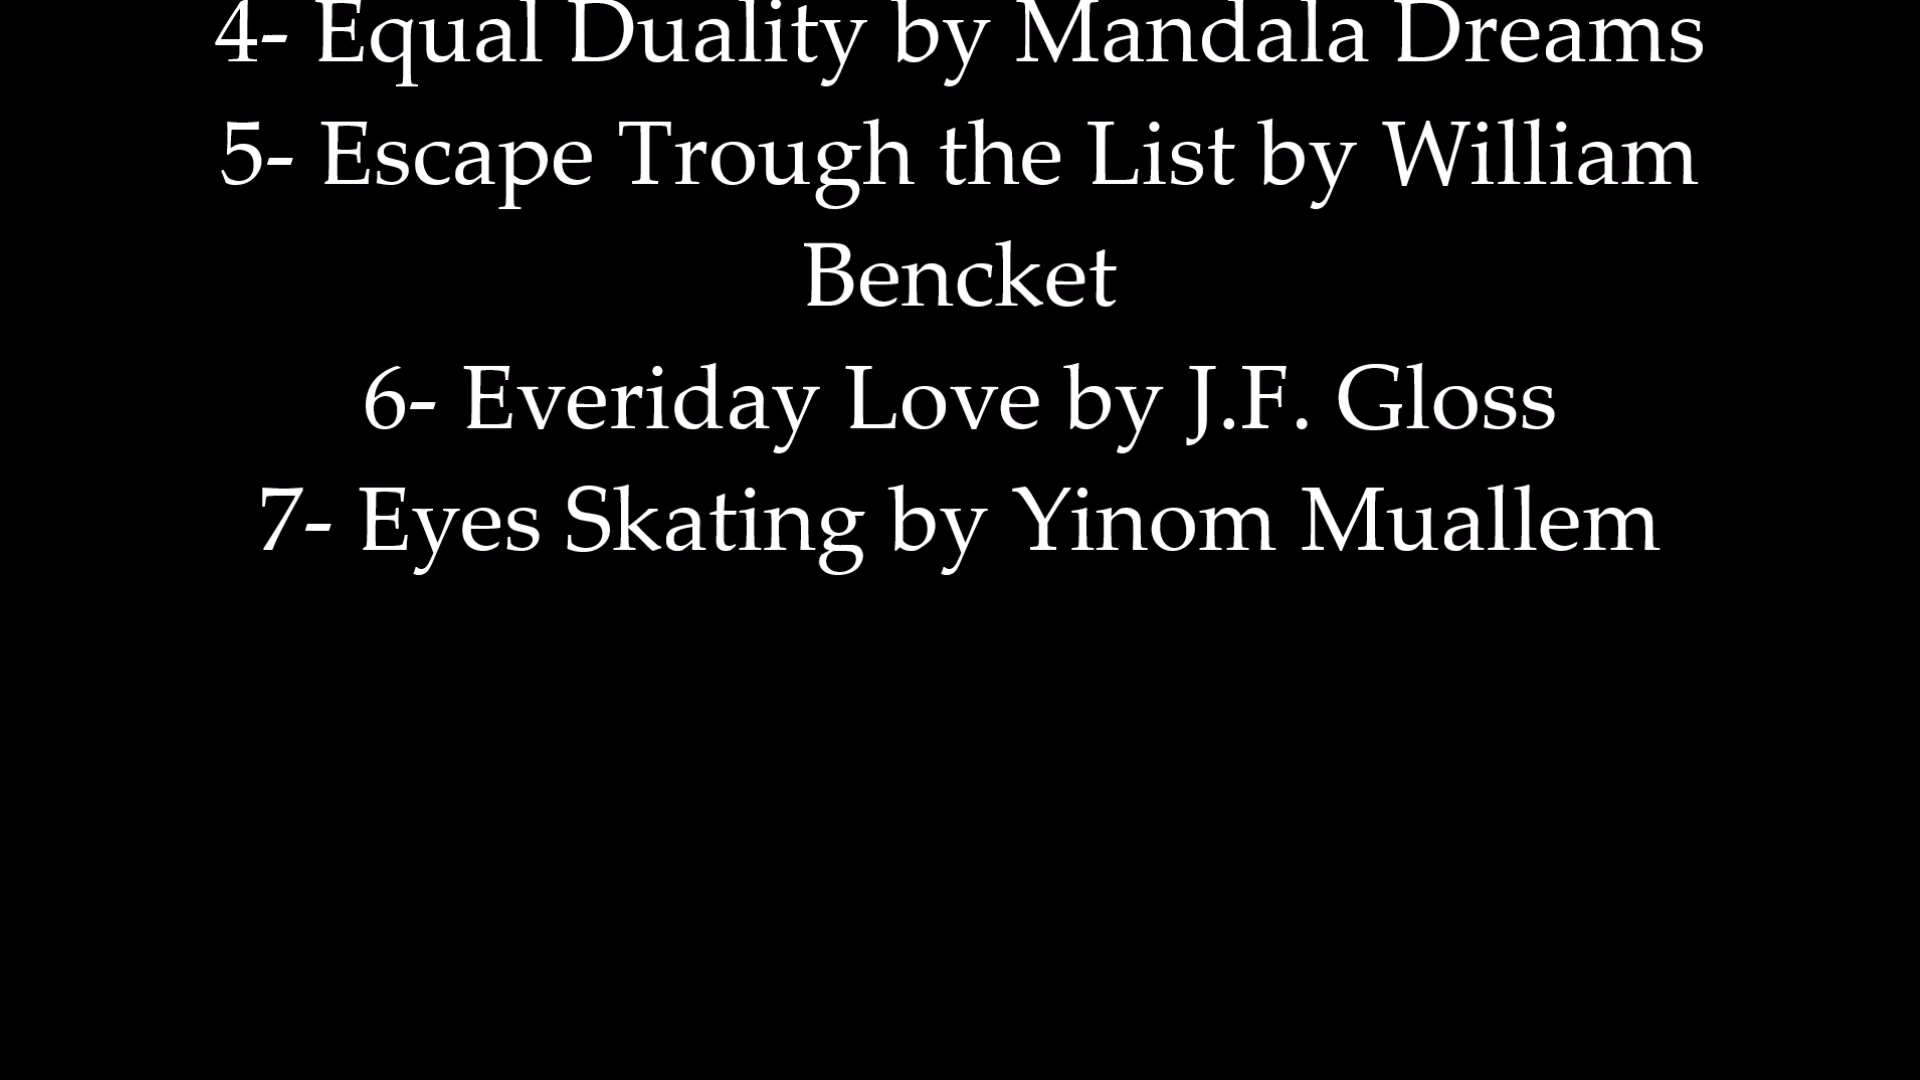 4- Equal Duality by Mandala Dreams
5- Escape Trough the List by William
Bencket
6- Everiday Love by J.F. Gloss
7- Eyes Skating by Yinom Muallem